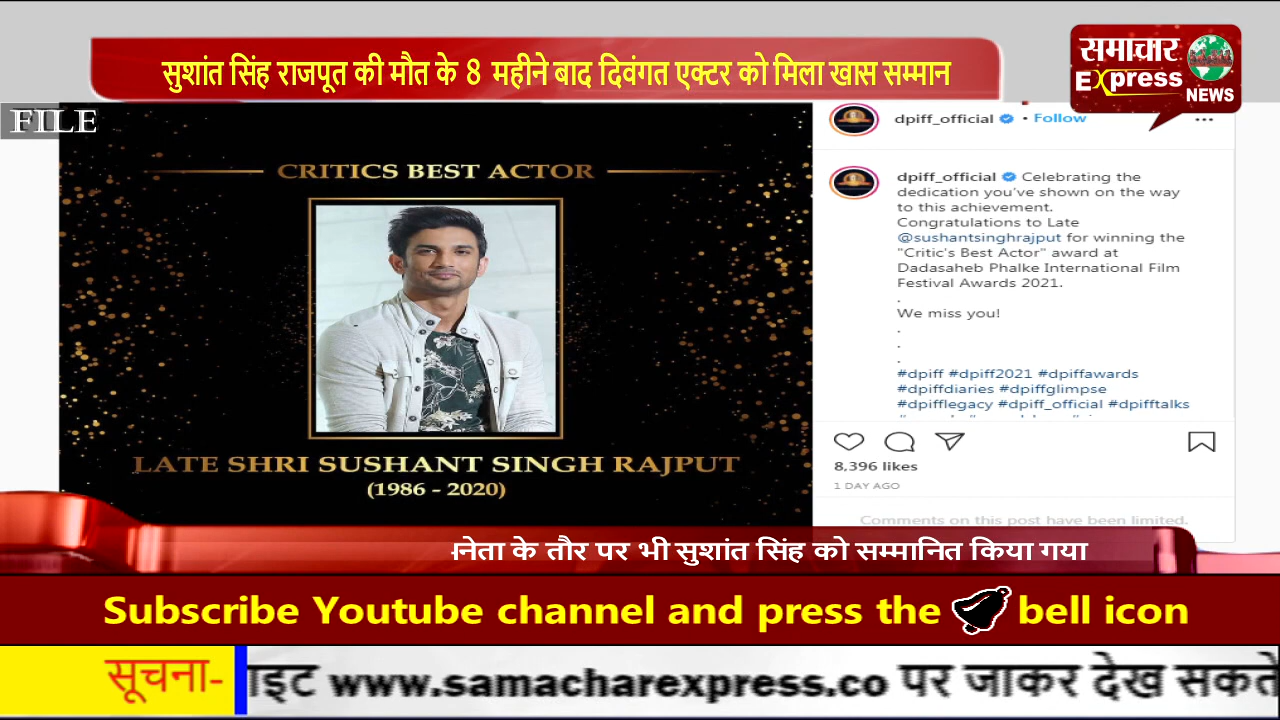 सुशांत सिंह राजपूत की मौत के 8 महीने बाद दिवंगत एक्टर को मिला खास सम्मान
समाचार
Express
NEWS
FILE
CRITICS BEST ACTOR
LATE SHRI SUSHANT SINGH RAJPUT
(1986 - 2020)
dpiff_official • Follow
dpiff_official Celebrating the
dedication you've shown on the way
to this achievement.
Congratulations to Late
@sushantsinghrajput for winning the
"Critic's Best Actor" award at
Dadasaheb Phalke International Film
Festival Awards 2021.
.
We miss you!
.
.
.
#dpiff #dpiff2021 #dpiffawards
#dpiffdiaries #dpiffglimpse
#dpifflegacy #dpiff_official #dpifftalks
8,396 likes
1 DAY AGO
Comments on this post have been limited.
के तौर पर भी सुशांत सिंह को सम्मानित किया गया
Subscribe Youtube channel and press the bell icon
सूचना-
www.samacharexpress.co पर जाकर देख सकते